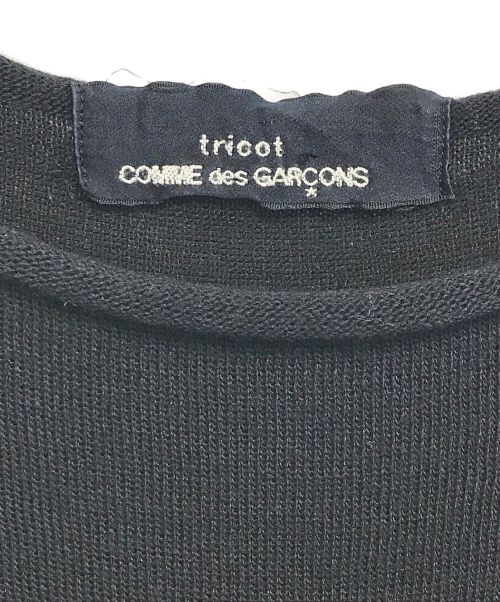 tricot
COMME des GARÇONS
*